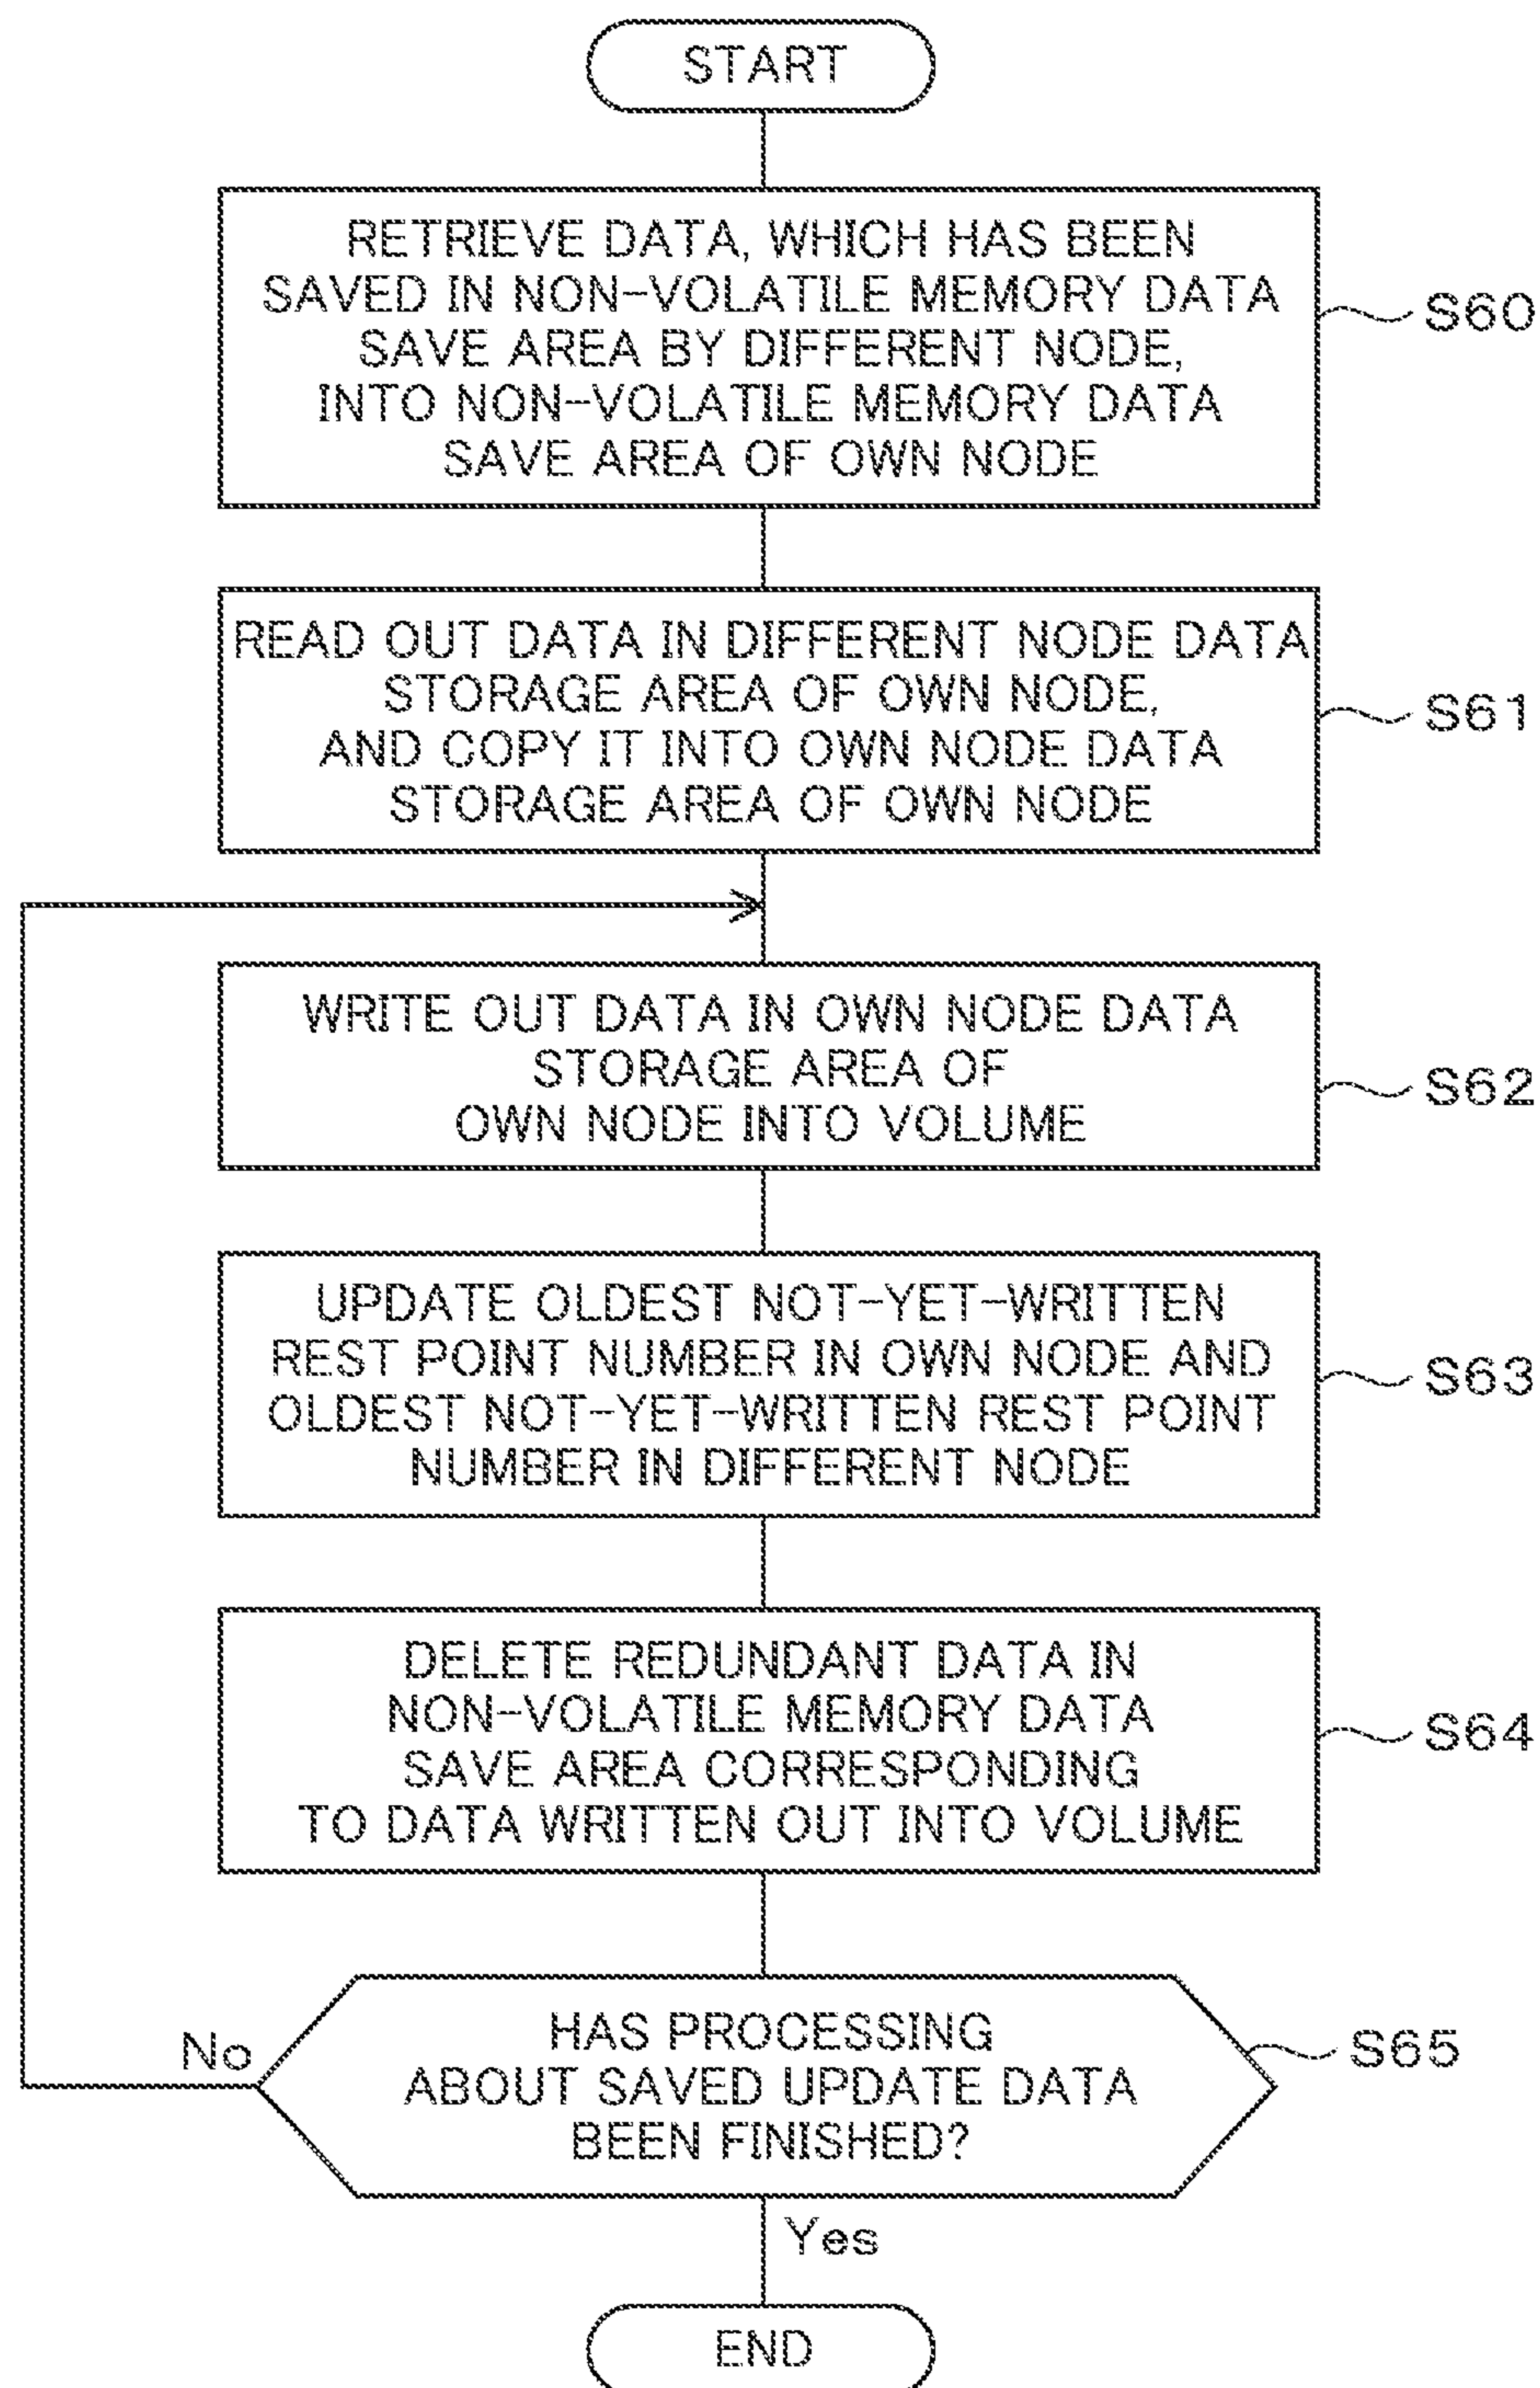 START
RETRIEVE DATA, WHICH HAS BEEN
SAVED IN NON-VOLATILE MEMORY DATA
SAVE AREA BY DIFFERENT NODE,
INTO NON-VOLATILE MEMORY DATA
SAVE AREA OF OWN NODE
S60
READ OUT DATA IN DIFFERENT NODE DATA
STORAGE AREA OF OWN NODE,
AND COPY IT INTO OWN NODE DATA
STORAGE AREA OF OWN NODE
S61
WRITE OUT DATA IN OWN NODE DATA
STORAGE AREA OF
OWN NODE INTO VOLUME
S62
UPDATE OLDEST NOT-YET-WRITTEN
REST POINT NUMBER IN OWN NODE AND
OLDEST NOT-YET-WRITTEN REST POINT
NUMBER IN DIFFERENT NODE
S63
DELETE REDUNDANT DATA IN
NON-VOLATILE MEMORY DATA
SAVE AREA CORRESPONDING
TO DATA WRITTEN OUT INTO VOLUME
S64
HAS PROCESSING
ABOUT SAVED UPDATE DATA
BEEN FINISHED?
S65
No
Yes
END